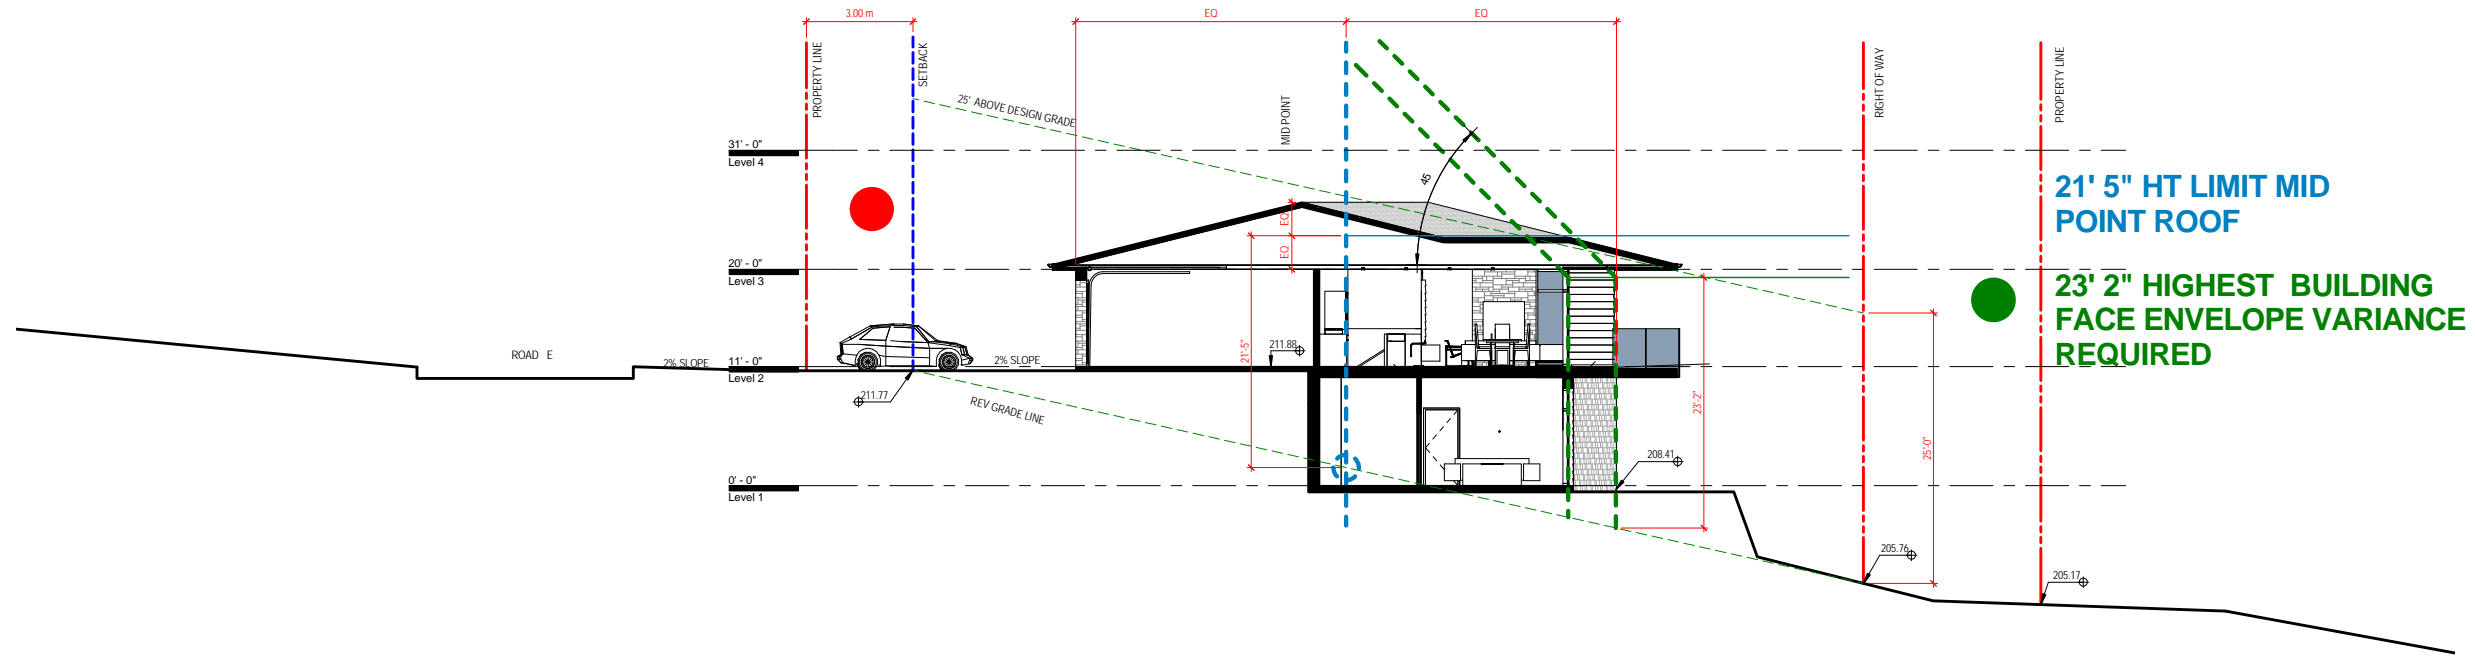 3.00 m
EQ
EQ
PROPERTY LINE
SETBACK
25' ABOVE DESIGN GRADE
MID POINT
RIGHT OF WAY
PROPERTY LINE
31' - 0"
Level 4
45
21' 5" HT LIMIT MID
POINT ROOF
EQ
EQ
20' - 0"
Level 3
23' 2" HIGHEST BUILDING
FACE ENVELOPE VARIANCE
REQUIRED
ROAD E
2% SLOPE
11' - 0"
Level 2
2% SLOPE
211.88
21'-5"
211.77
REV GRADE LINE
23'-2"
25'-0"
208.41
0' - 0"
Level 1
205.76
205.17